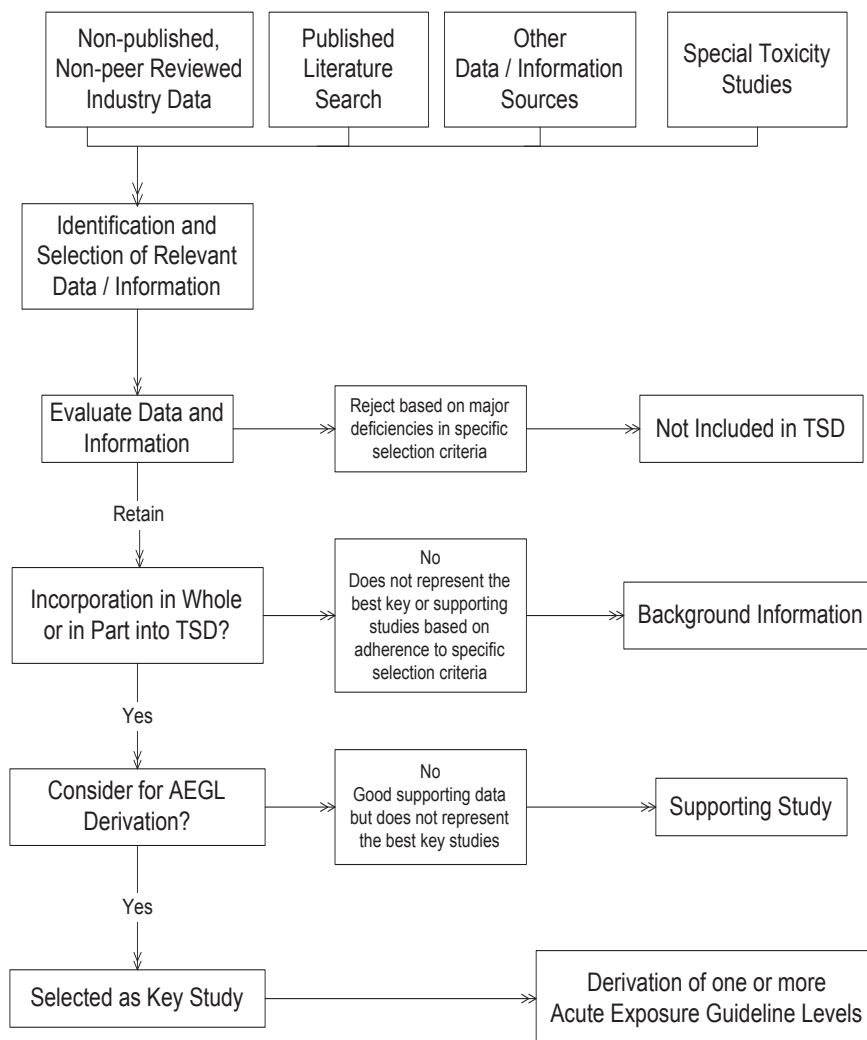 Non-published,
Non-peer Reviewed
Industry Data
Published
Literature
Search
Other
Data / Information
Sources
Special Toxicity
Studies
Identification and
Selection of Relevant
Data / Information
Evaluate Data and
Information
Reject based on major
deficiencies in specific
selection criteria
Not Included in TSD
Retain
Incorporation in Whole
or in Part into TSD?
No
Does not represent the
best key or supporting
studies based on
adherence to specific
selection criteria
Background Information
Yes
Consider for AEGL
Derivation?
No
Good supporting data
but does not represent
the best key studies
Supporting Study
Yes
Selected as Key Study
Derivation of one or more
Acute Exposure Guideline Levels